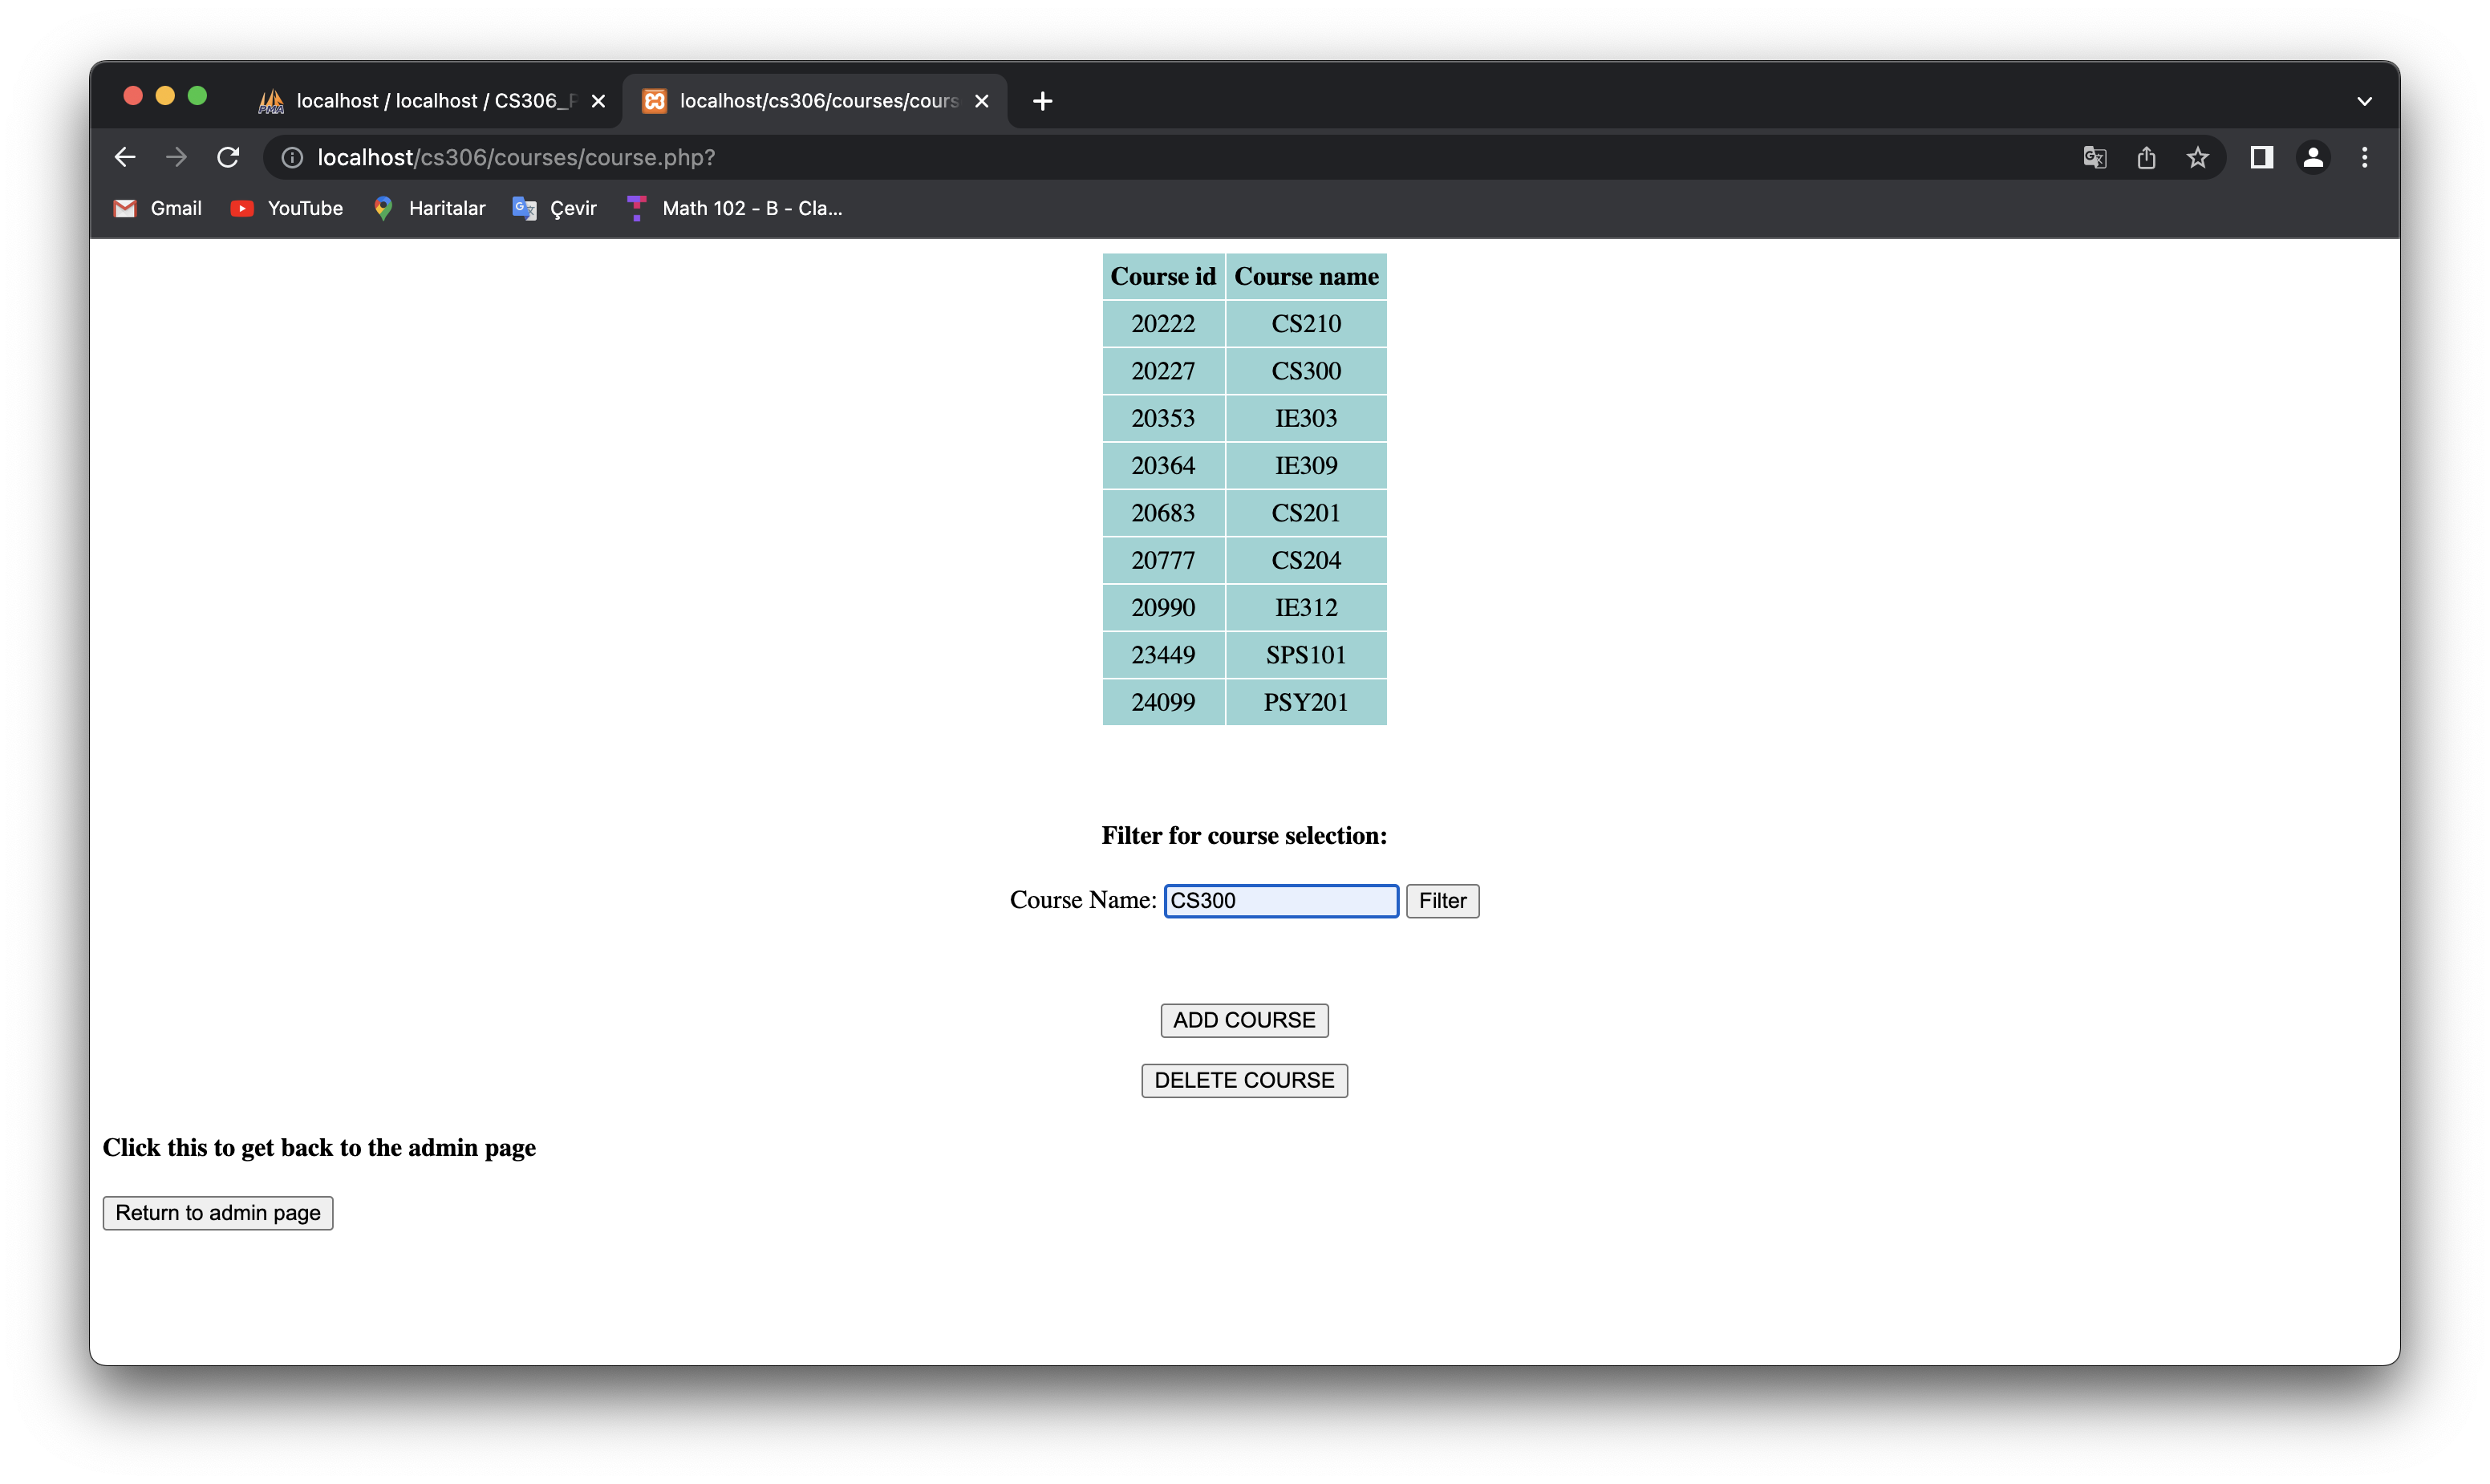 localhost / localhost / CS306_P
localhost/cs306/courses/cours
localhost/cs306/courses/course.php?
Gmail YouTube Haritalar Çevir Math 102 - B - Cla...
Course id Course name
20222 CS210
20227 CS300
20353 IE303
20364 IE309
20683 CS201
20777 CS204
20990 IE312
23449 SPS101
24099 PSY201
Filter for course selection:
Course Name: CS300 Filter
ADD COURSE
DELETE COURSE
Click this to get back to the admin page
Return to admin page